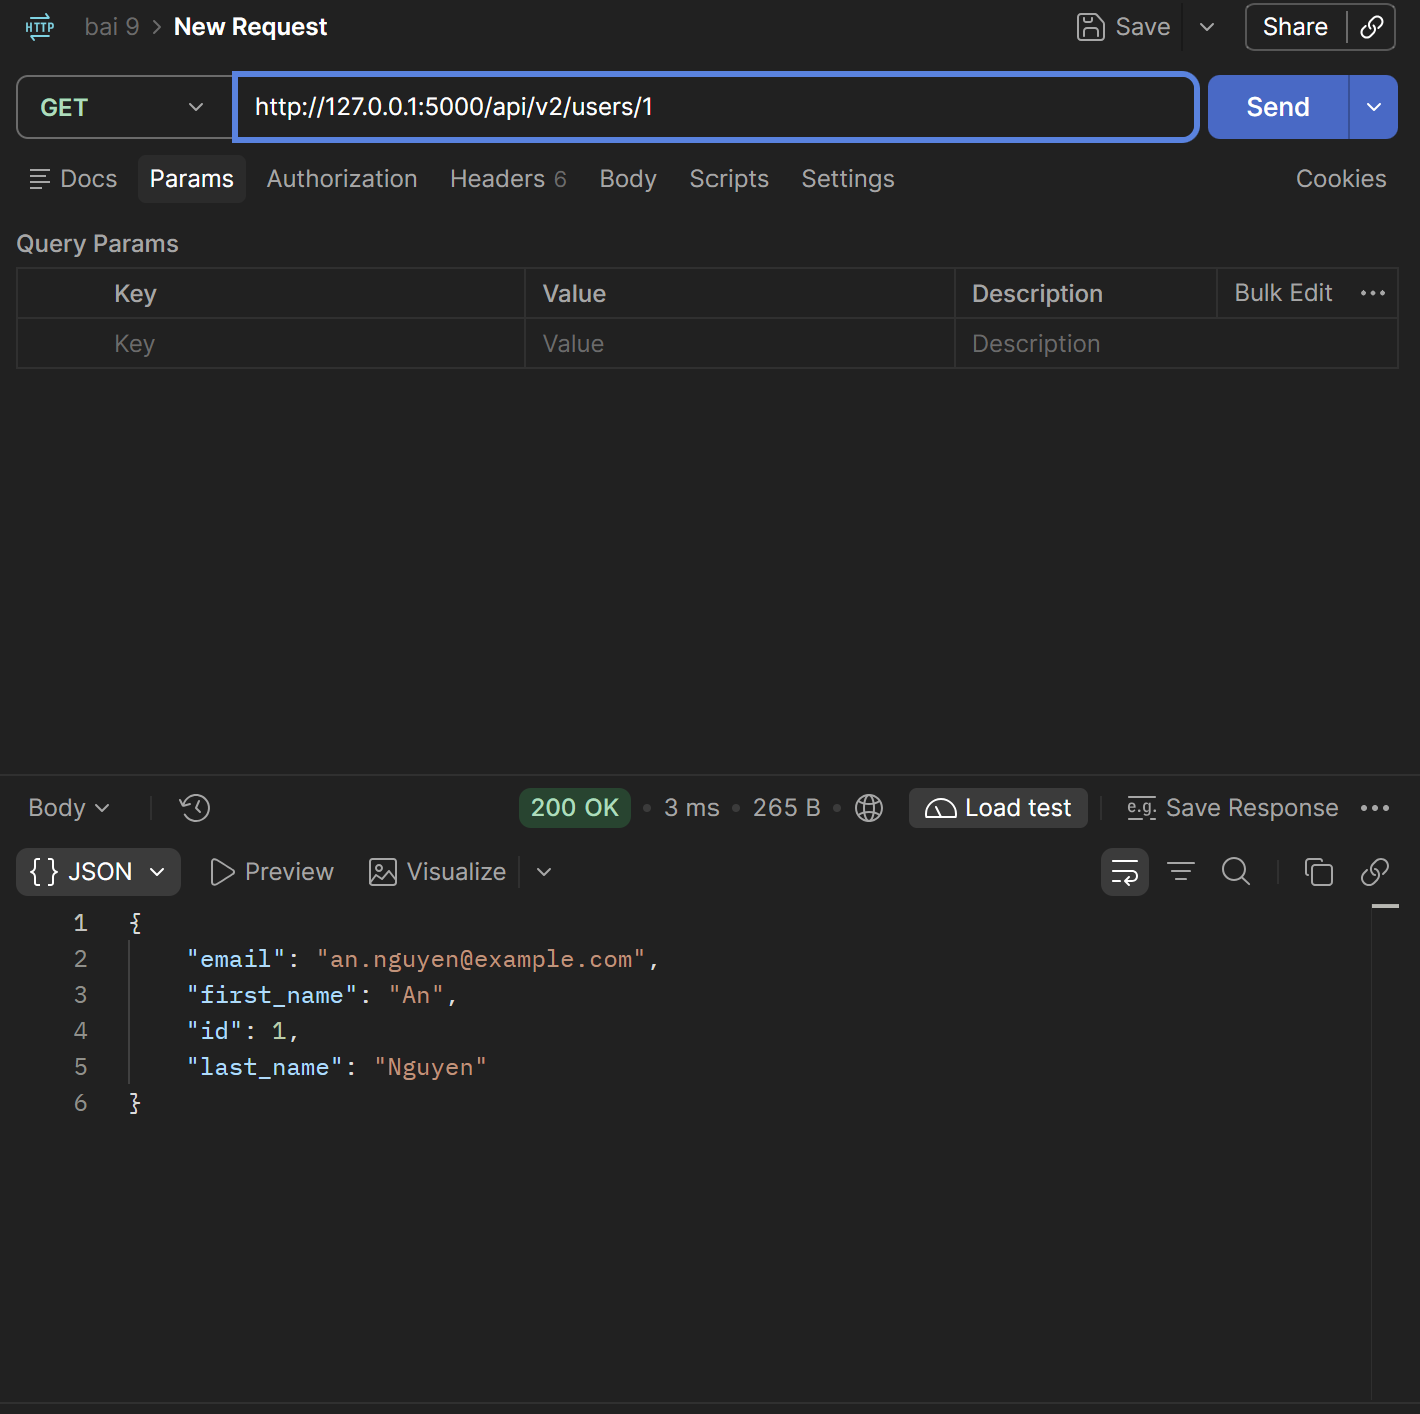 HTTP bai 9 > New Request Save Share
GET http://127.0.0.1:5000/api/v2/users/1 Send
Docs Params Authorization Headers 6 Body Scripts Settings Cookies
Query Params
Key Value Description Bulk Edit
Key Value Description
Body 200 OK • 3 ms • 265 B • Load test e.g. Save Response
{ } JSON Preview Visualize
1 {
2 "email": "an.nguyen@example.com",
3 "first_name": "An",
4 "id": 1,
5 "last_name": "Nguyen"
6 }